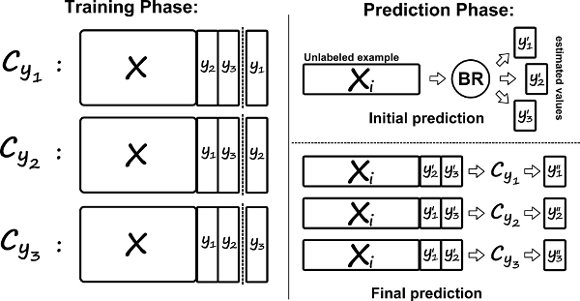 Training Phase:
C_{y_1} : X y_2 y_3 y_1
C_{y_2} : X y_1 y_3 y_2
C_{y_3} : X y_1 y_2 y_3
Prediction Phase:
Unlabeled example
X_i BR y'_1 y'_2 y'_3
estimated values
Initial prediction
X_i y'_2 y'_3 C_{y_1} y''_1
X_i y'_1 y'_3 C_{y_2} y''_2
X_i y'_1 y'_2 C_{y_3} y''_3
Final prediction